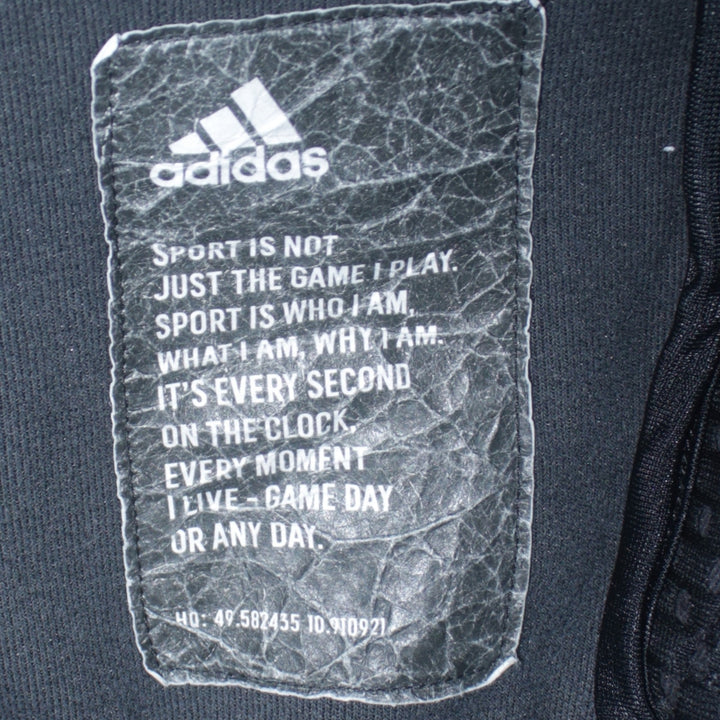 adidas
SPORT IS NOT
JUST THE GAME I PLAY.
SPORT IS WHO I AM,
WHAT I AM, WHY I AM.
IT'S EVERY SECOND
ON THE CLOCK,
EVERY MOMENT
I LIVE - GAME DAY
OR ANY DAY.
HQ: 49.582435 10.910921